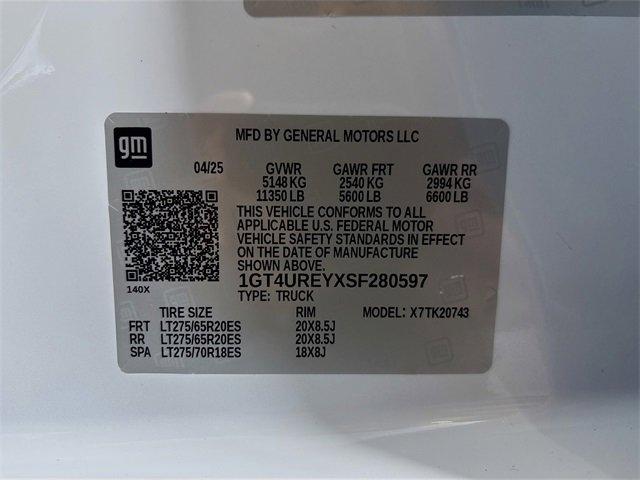 gm
MFD BY GENERAL MOTORS LLC
04/25 GVWR GAWR FRT GAWR RR
5148 KG 2540 KG 2994 KG
11350 LB 5600 LB 6600 LB
THIS VEHICLE CONFORMS TO ALL
APPLICABLE U.S. FEDERAL MOTOR
VEHICLE SAFETY STANDARDS IN EFFECT
ON THE DATE OF MANUFACTURE
SHOWN ABOVE.
140X
1GT4UREYXSF280597
TYPE: TRUCK
TIRE SIZE RIM MODEL: X7TK20743
FRT LT275/65R20ES 20X8.5J
RR LT275/65R20ES 20X8.5J
SPA LT275/70R18ES 18X8J